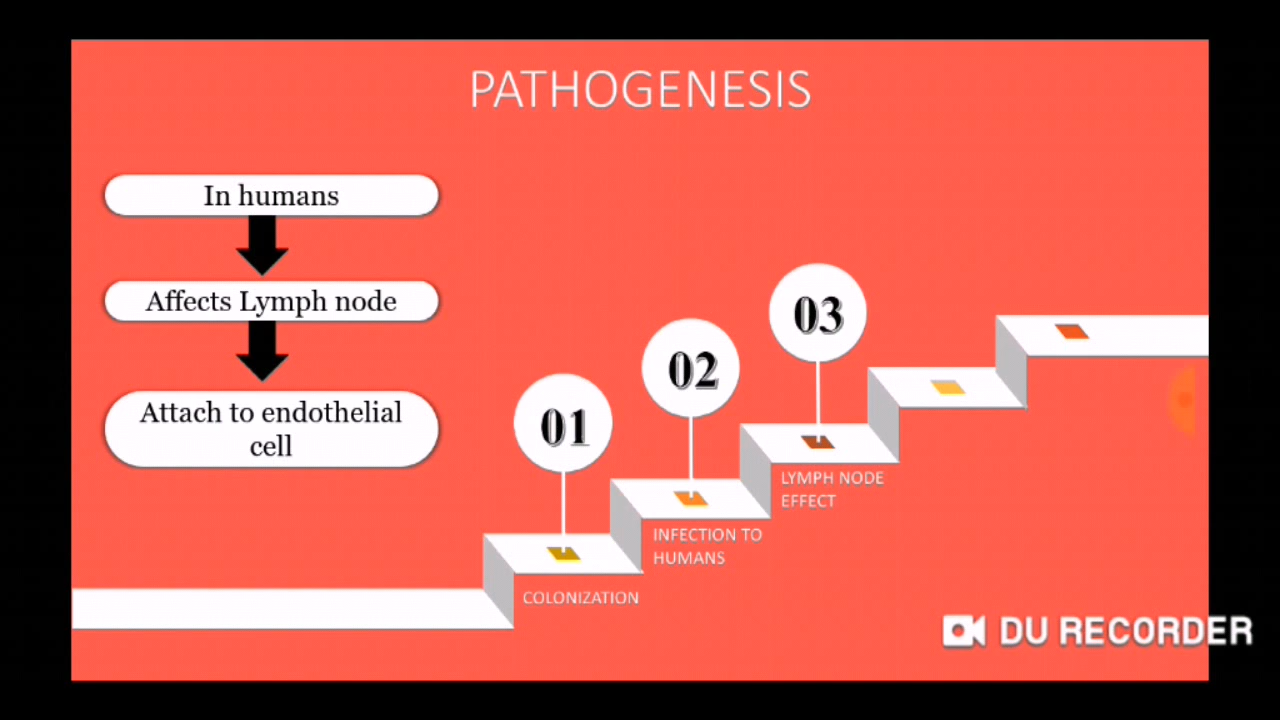 PATHOGENESIS
In humans
Affects Lymph node
Attach to endothelial
cell
01
02
03
COLONIZATION
INFECTION TO
HUMANS
LYMPH NODE
EFFECT
DU RECORDER